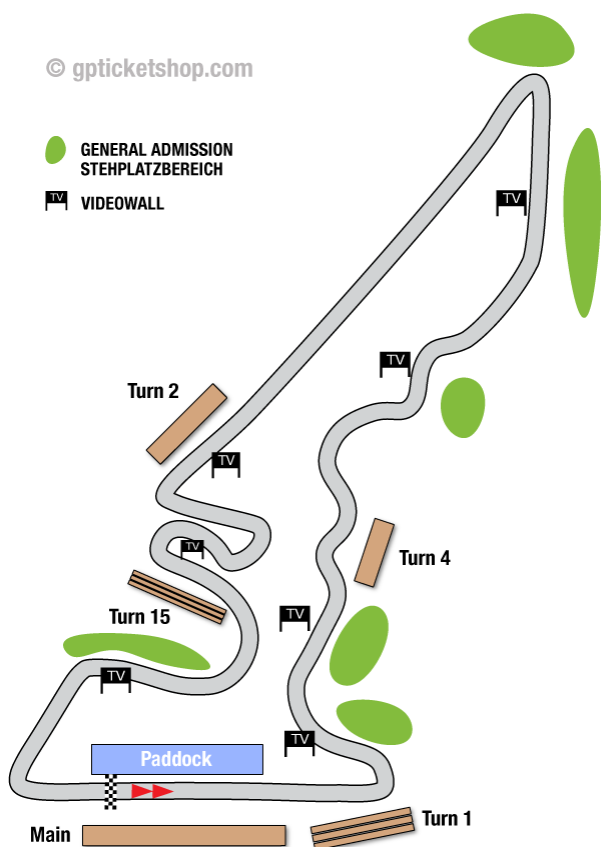 © gpticketshop.com
GENERAL ADMISSION
STEHPLATZBEREICH
TV VIDEOWALL
TV
TV
Turn 2
TV
TV
Turn 4
Turn 15
TV
TV
TV
Paddock
Turn 1
Main